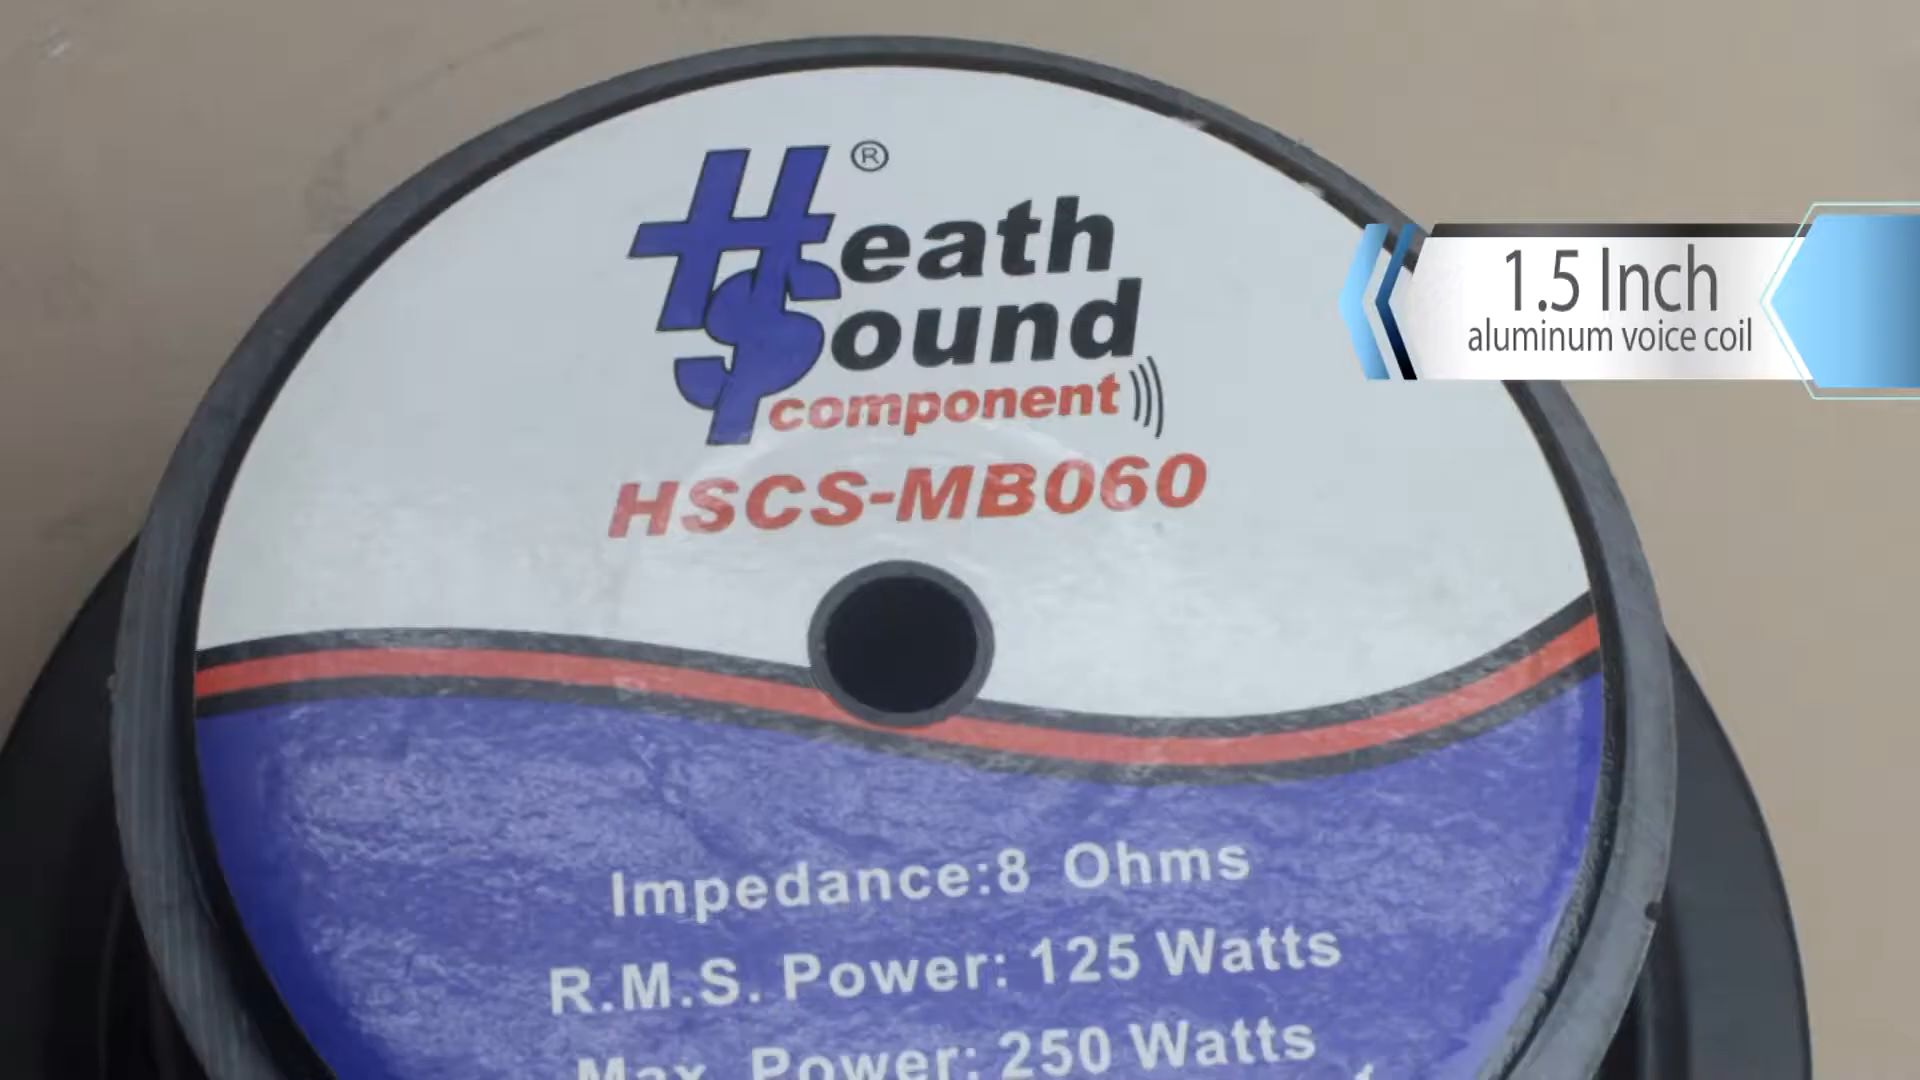 Heath
Sound
®
component
HSCS-MB060
1.5 Inch
aluminum voice coil
Impedance:8 Ohms
R.M.S. Power: 125 Watts
Max. Power: 250 Watts